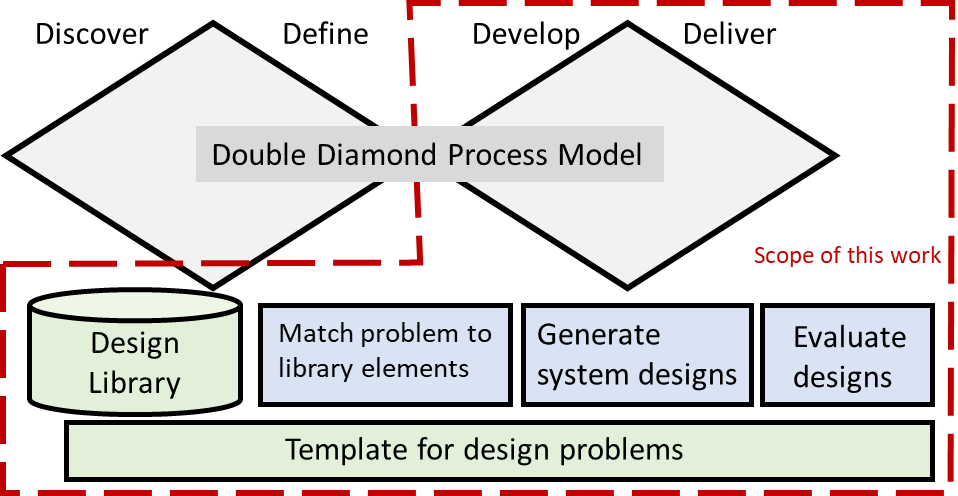 Discover
Define
Develop
Deliver
Double Diamond Process Model
Scope of this work
Design
Library
Match problem to
library elements
Generate
system designs
Evaluate
designs
Template for design problems